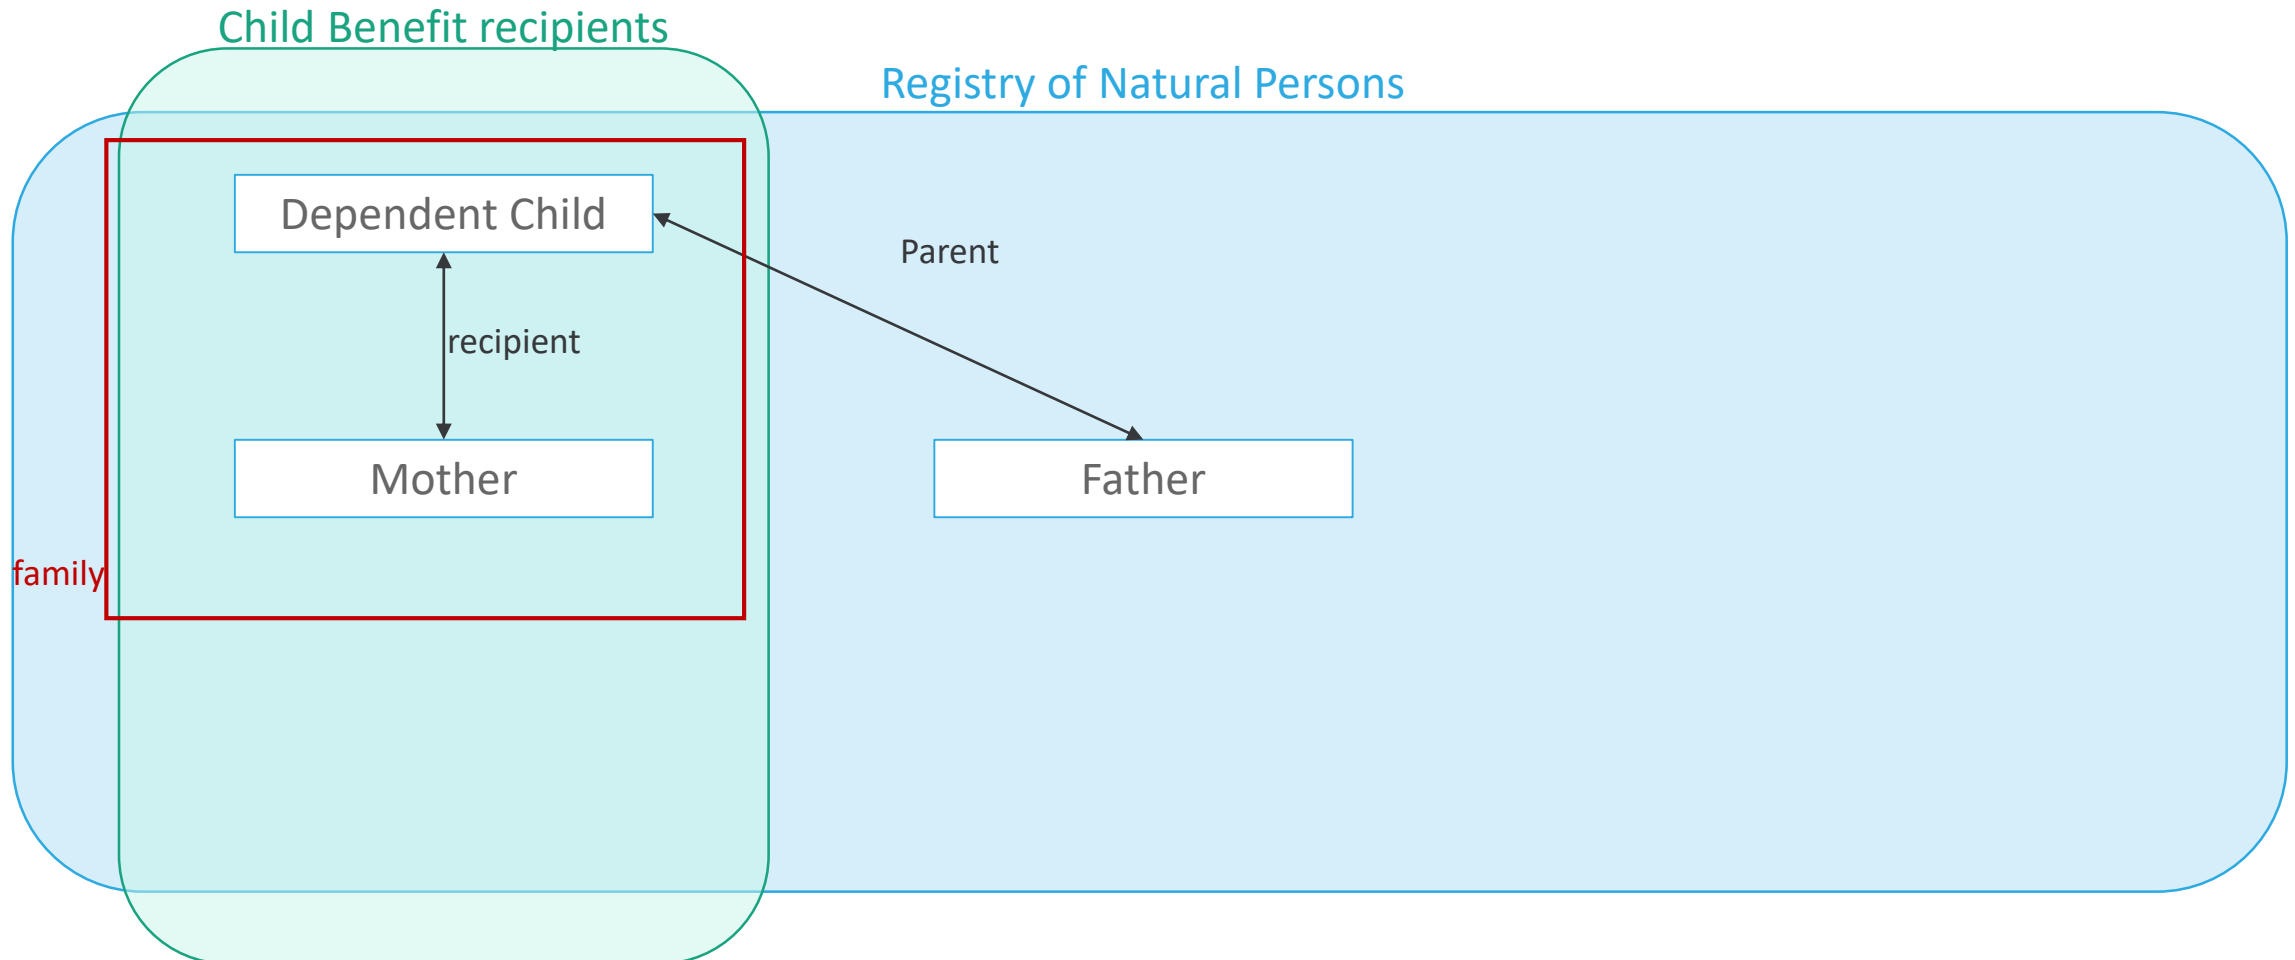 Child Benefit recipients
Registry of Natural Persons
Dependent Child
Parent
recipient
Mother
Father
family